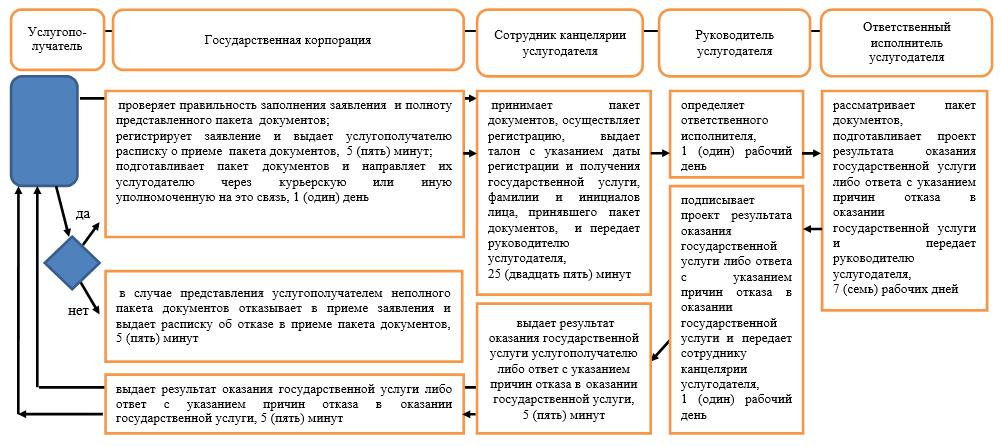 Услугопо-
лучатель
Государственная корпорация
Сотрудник канцелярии
услугодателя
Руководитель
услугодателя
Ответственный
исполнитель
услугодателя
проверяет правильность заполнения заявления и полноту
представленного пакета документов;
регистрирует заявление и выдает услугополучателю
расписку о приеме пакета документов, 5 (пять) минут;
подготавливает пакет документов и направляет их
услугодателю через курьерскую или иную
уполномоченную на это связь, 1 (один) день
принимает пакет
документов, осуществляет
регистрацию, выдает
талон с указанием даты
регистрации и получения
государственной услуги,
фамилии и инициалов
лица, принявшего пакет
документов, и передает
руководителю
услугодателя,
25 (двадцать пять) минут
определяет
ответственного
исполнителя,
1 (один) рабочий
день
рассматривает пакет
документов,
подготавливает проект
результата оказания
государственной услуги
либо ответа с указанием
причин отказа в
оказании
государственной услуги
и передает
руководителю
услугодателя,
7 (семь) рабочих дней
подписывает
проект результата
оказания
государственной
услуги либо ответа
с указанием
причин отказа в
оказании
государственной
услуги и передает
сотруднику
канцелярии
услугодателя,
1 (один) рабочий
день
да
нет
в случае представления услугополучателем неполного
пакета документов отказывает в приеме заявления и
выдает расписку об отказе в приеме пакета документов,
5 (пять) минут
выдает результат
оказания государственной
услуги услугополучателю
либо ответ с указанием
причин отказа в оказании
государственной услуги,
5 (пять) минут
выдает результат оказания государственной услуги либо
ответ с указанием причин отказа в оказании
государственной услуги, 5 (пять) минут